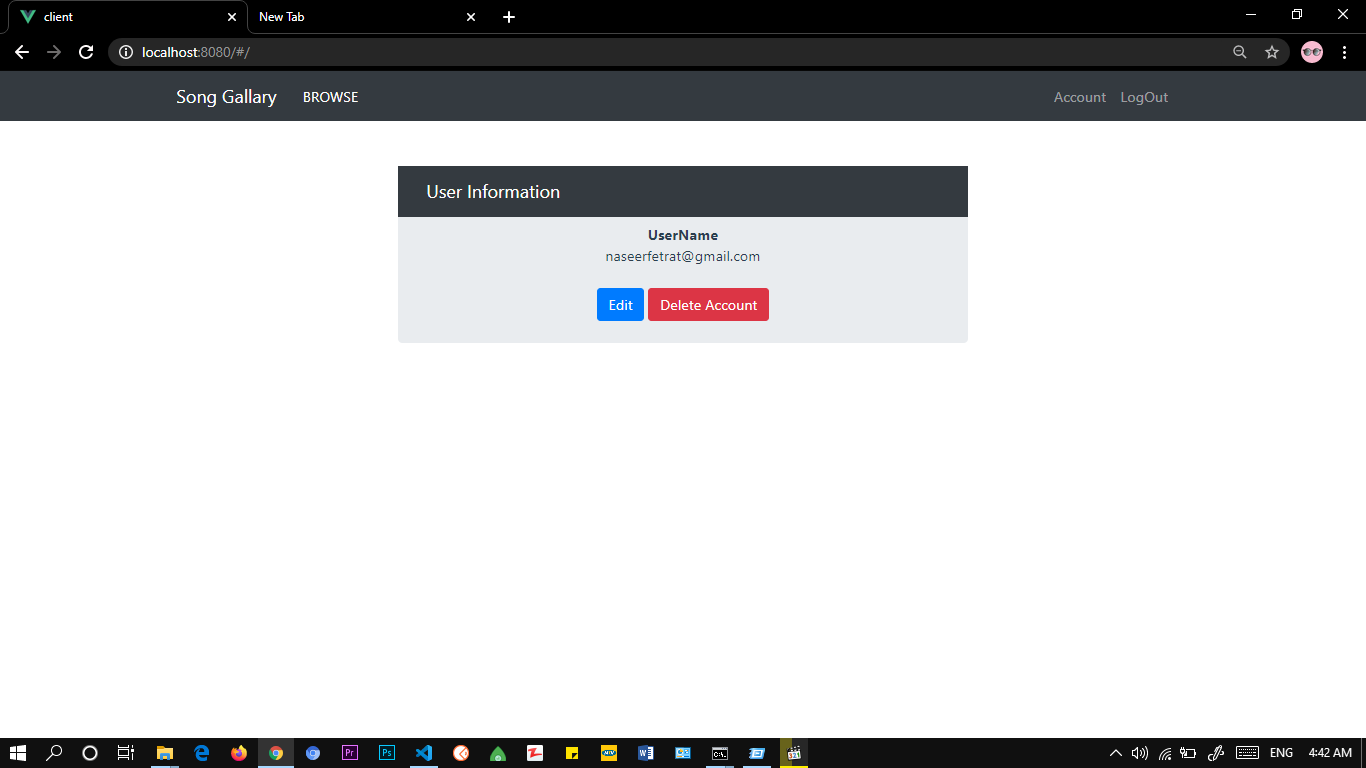 client
New Tab
localhost:8080/#/
Song Gallary BROWSE Account LogOut
User Information
UserName
naseerfetrat@gmail.com
Edit Delete Account
Pr Ps W C:\. ENG 4:42 AM